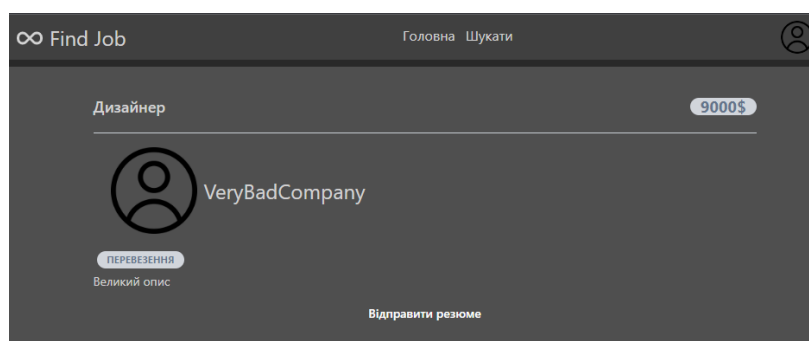 ∞ Find Job Головна Шукати
Дизайнер 9000$
VeryBadCompany
ПЕРЕВЕЗЕННЯ
Великий опис
Відправити резюме